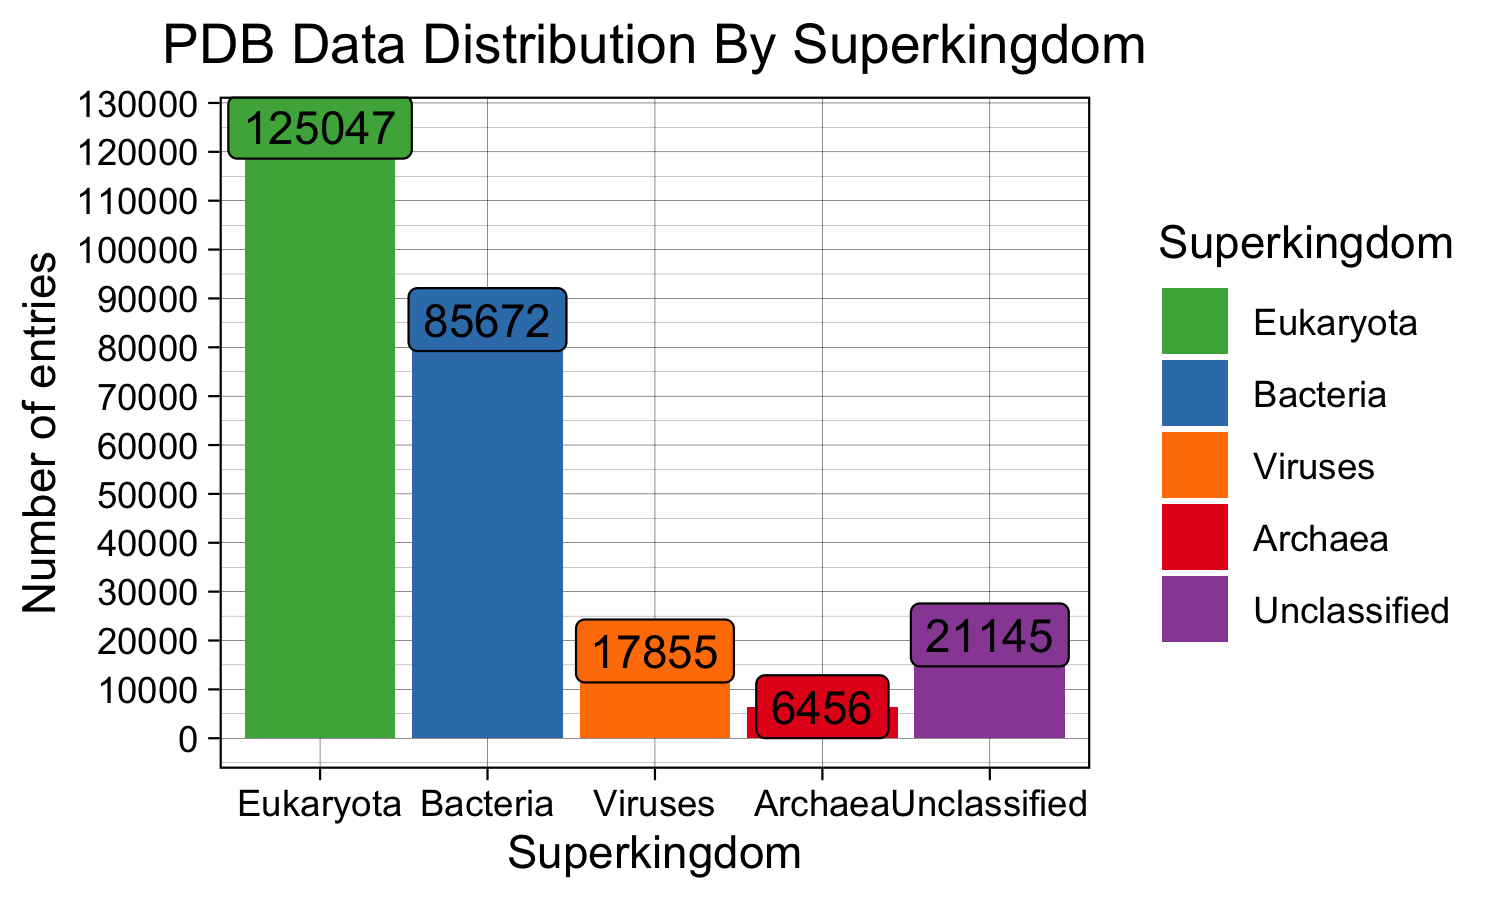 PDB Data Distribution By Superkingdom
Number of entries
130000
120000
110000
100000
90000
80000
70000
60000
50000
40000
30000
20000
10000
0
125047
85672
17855
6456
21145
Eukaryota Bacteria Viruses Archaea Unclassified
Superkingdom
Superkingdom
Eukaryota
Bacteria
Viruses
Archaea
Unclassified